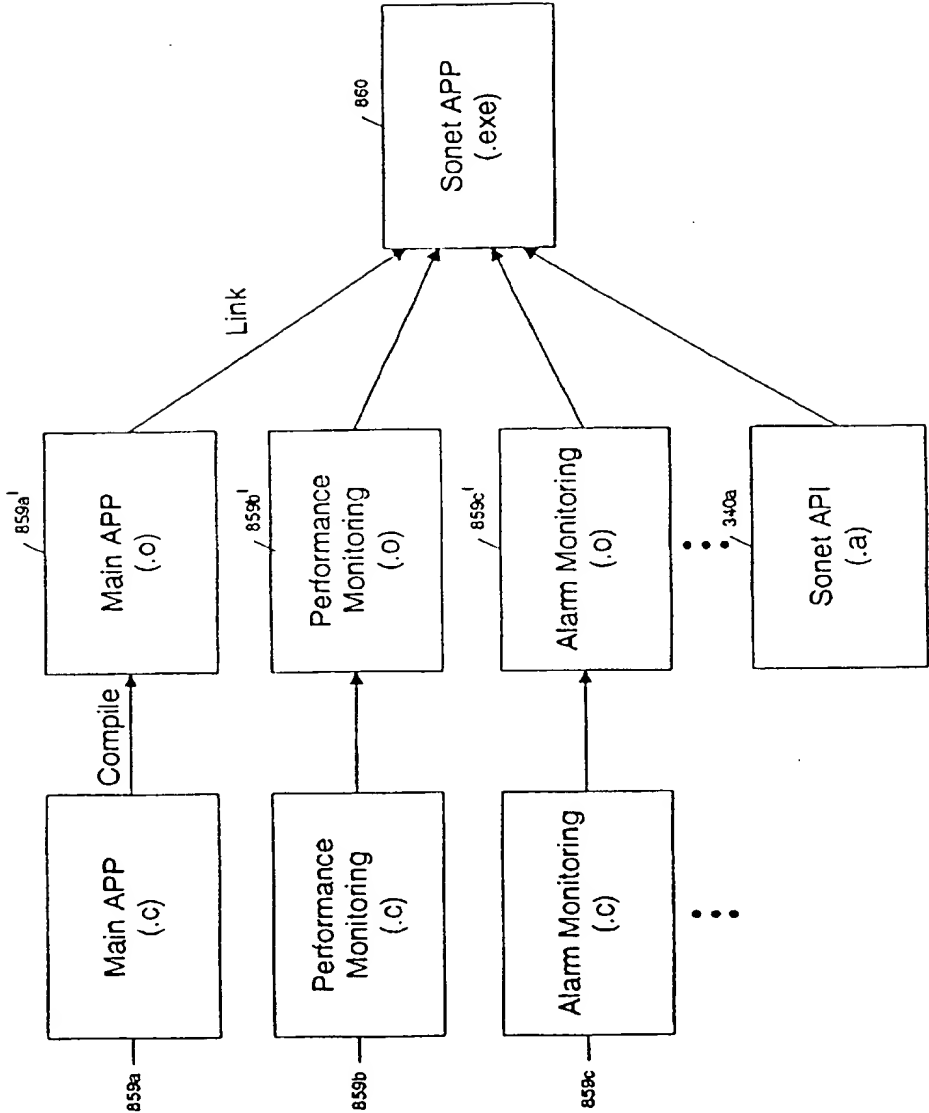 859a
Main APP
(.c)
Compile
859a'
Main APP
(.o)
Link
859b
Performance
Monitoring
(.c)
859b'
Performance
Monitoring
(.o)
859c
Alarm Monitoring
(.c)
859c'
Alarm Monitoring
(.o)
340a
Sonet API
(.a)
860
Sonet APP
(.exe)